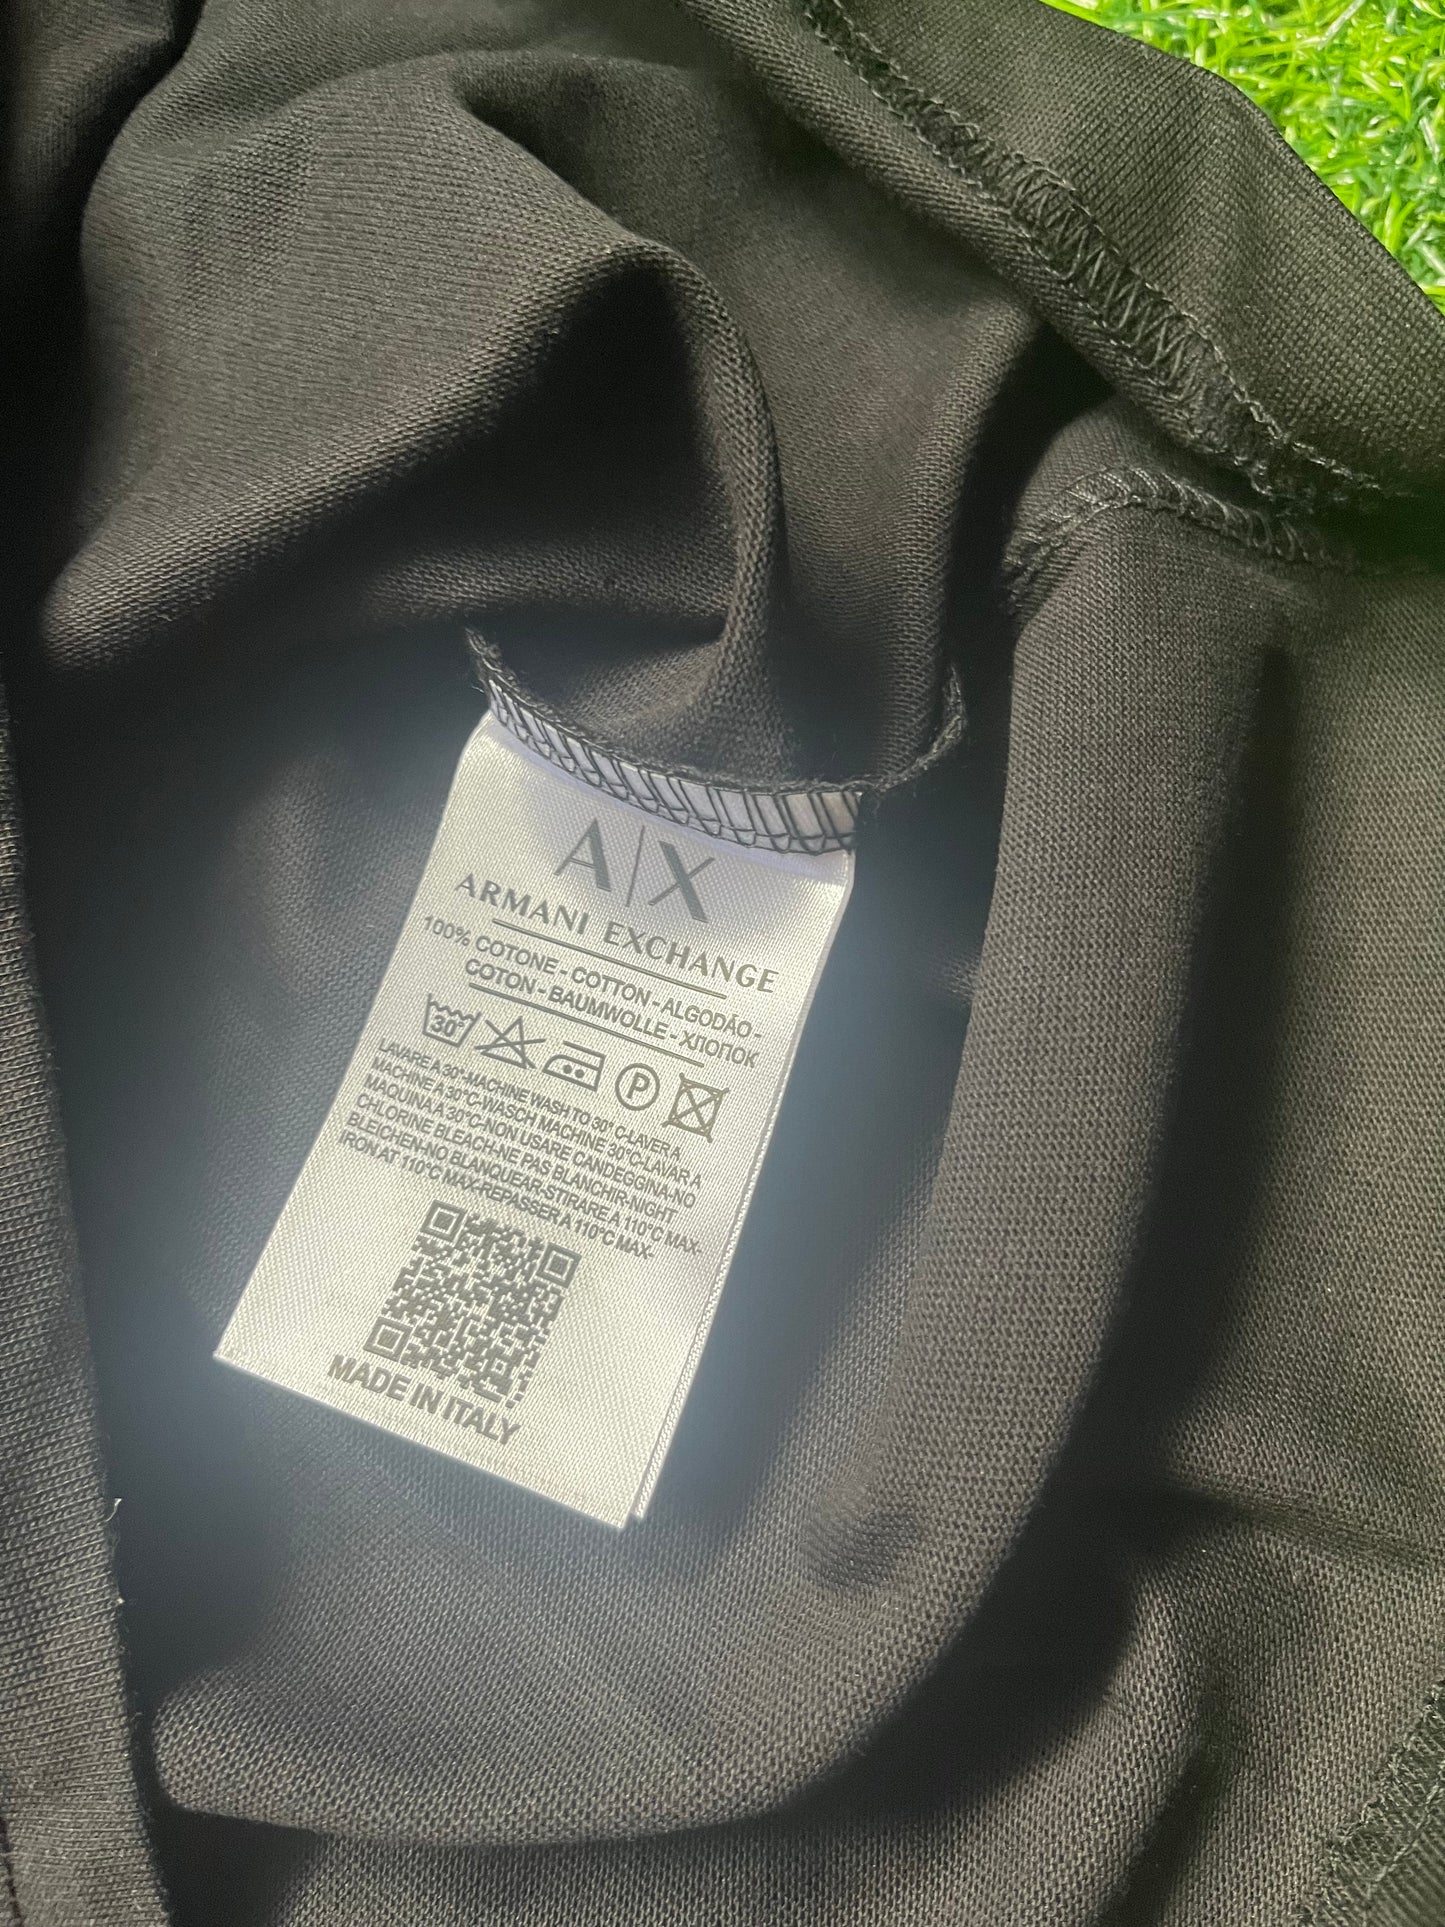 A|X
ARMANI EXCHANGE
100% COTONE - COTTON - ALGODÃO -
COTON - BAUMWOLLE - ХЛОПОК
30°
P
LAVARE A 30°-MACHINE WASH TO 30° C-LAVER A
MACHINE A 30°C-WASCH MACHINE 30°C-LAVAR A
MAQUINA A 30°C-NON USARE CANDEGGINA-NO
CHLORINE BLEACH-NE PAS BLANCHIR-NIGHT
BLEICHEN-NO BLANQUEAR-STIRARE A 110°C MAX-
IRON AT 110°C MAX-REPASSER A 110°C MAX-
MADE IN ITALY